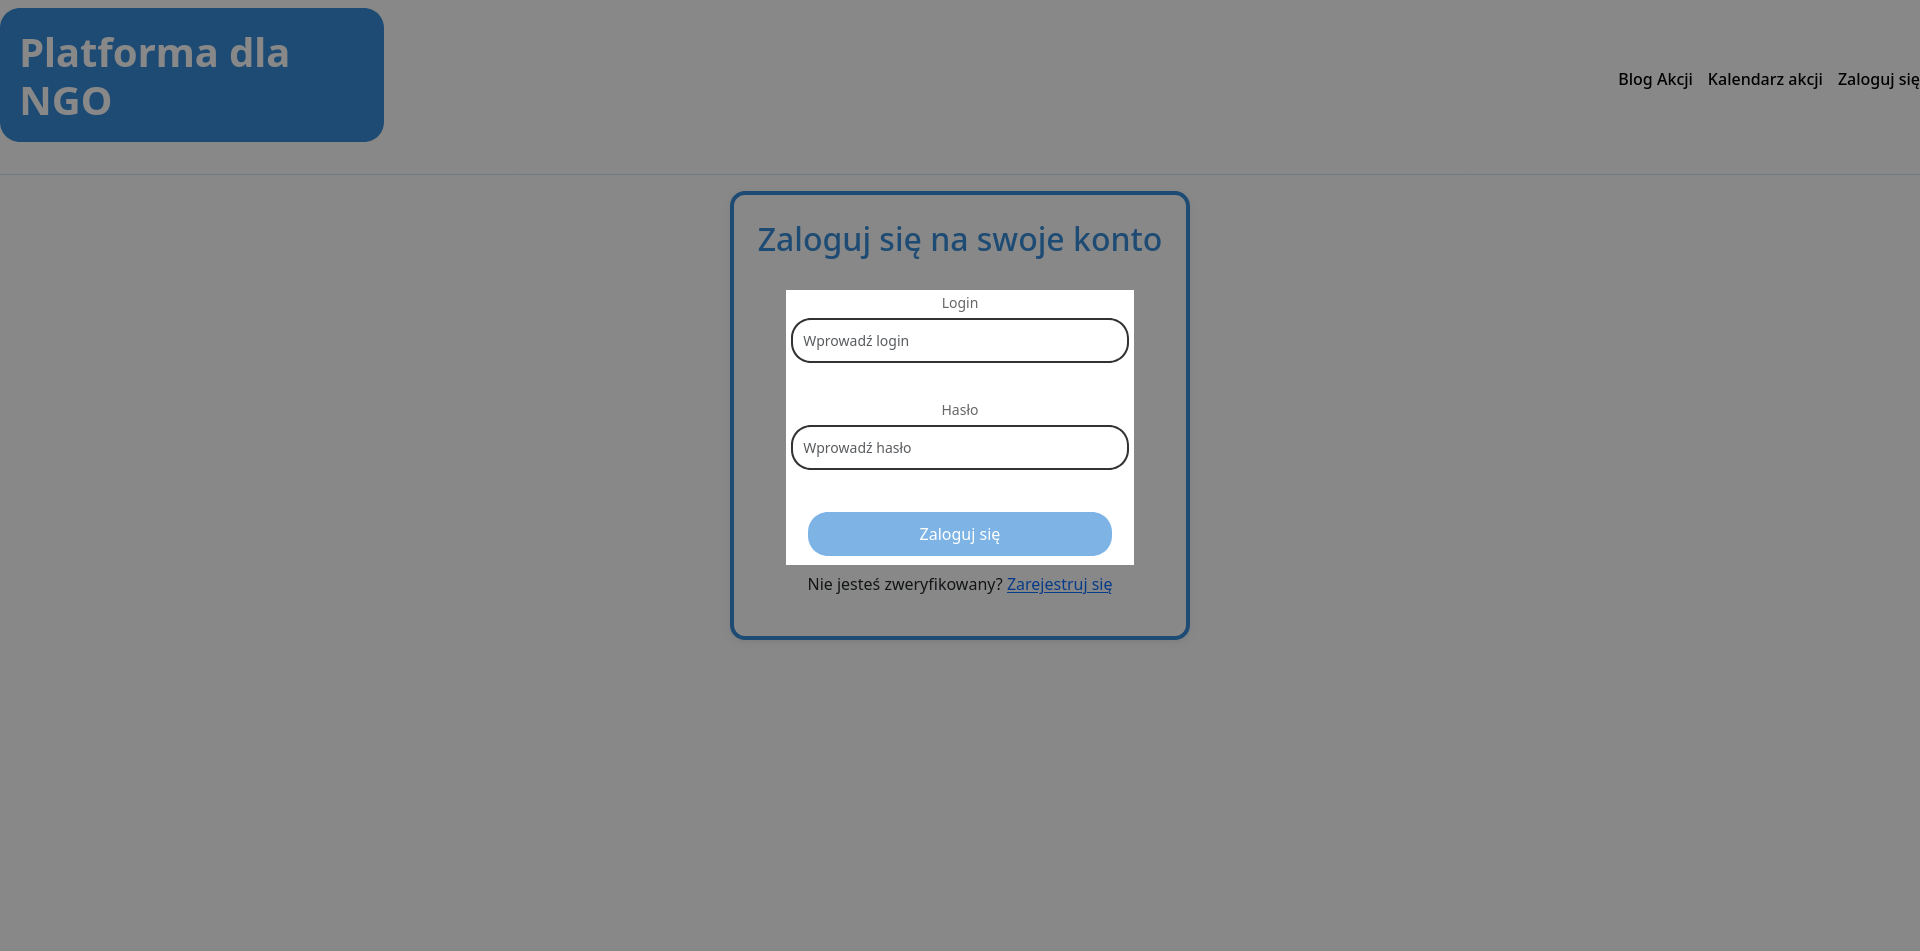 Platforma dla
NGO
Blog Akcji Kalendarz akcji Zaloguj się
Zaloguj się na swoje konto
Login
Wprowadź login
Hasło
Wprowadź hasło
Zaloguj się
Nie jesteś zweryfikowany? Zarejestruj się